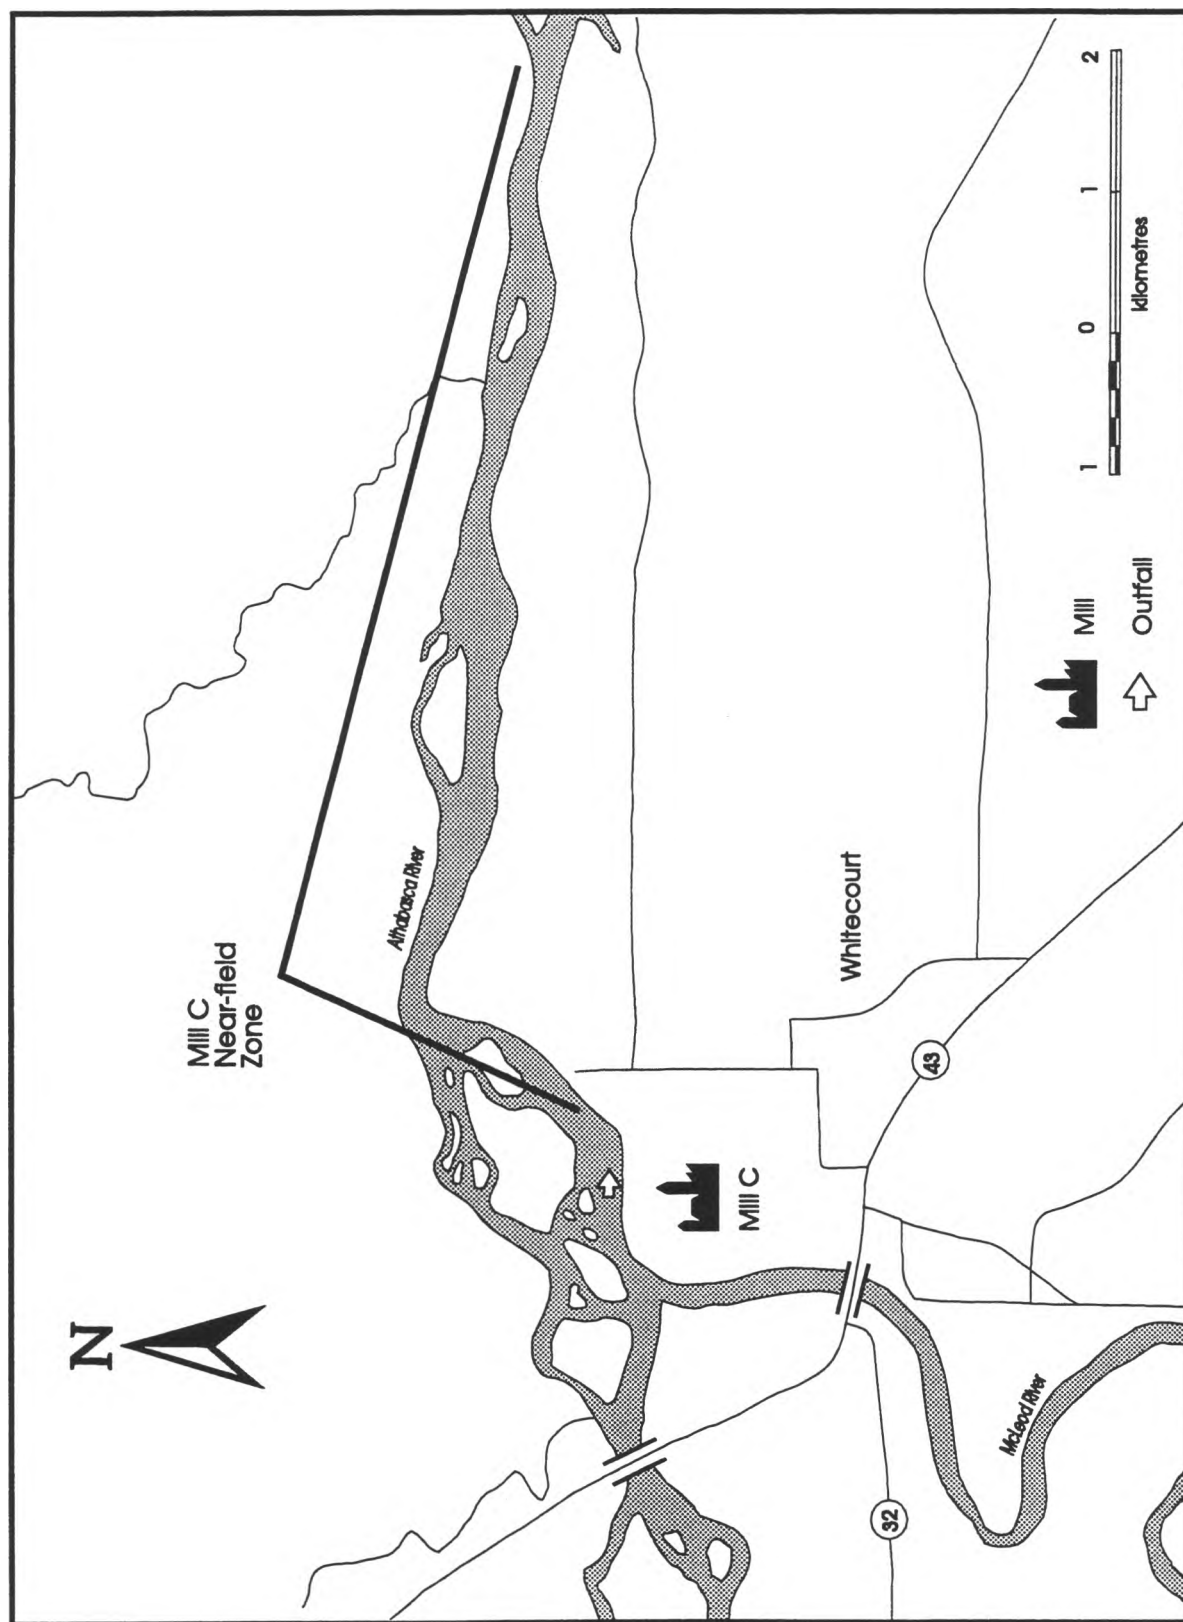 N
Mill C
Near-field
Zone
Athabasca River
Mill C
Whitecourt
43
32
McLeod River
Mill
Outfall
1 0 1 2
kilometres